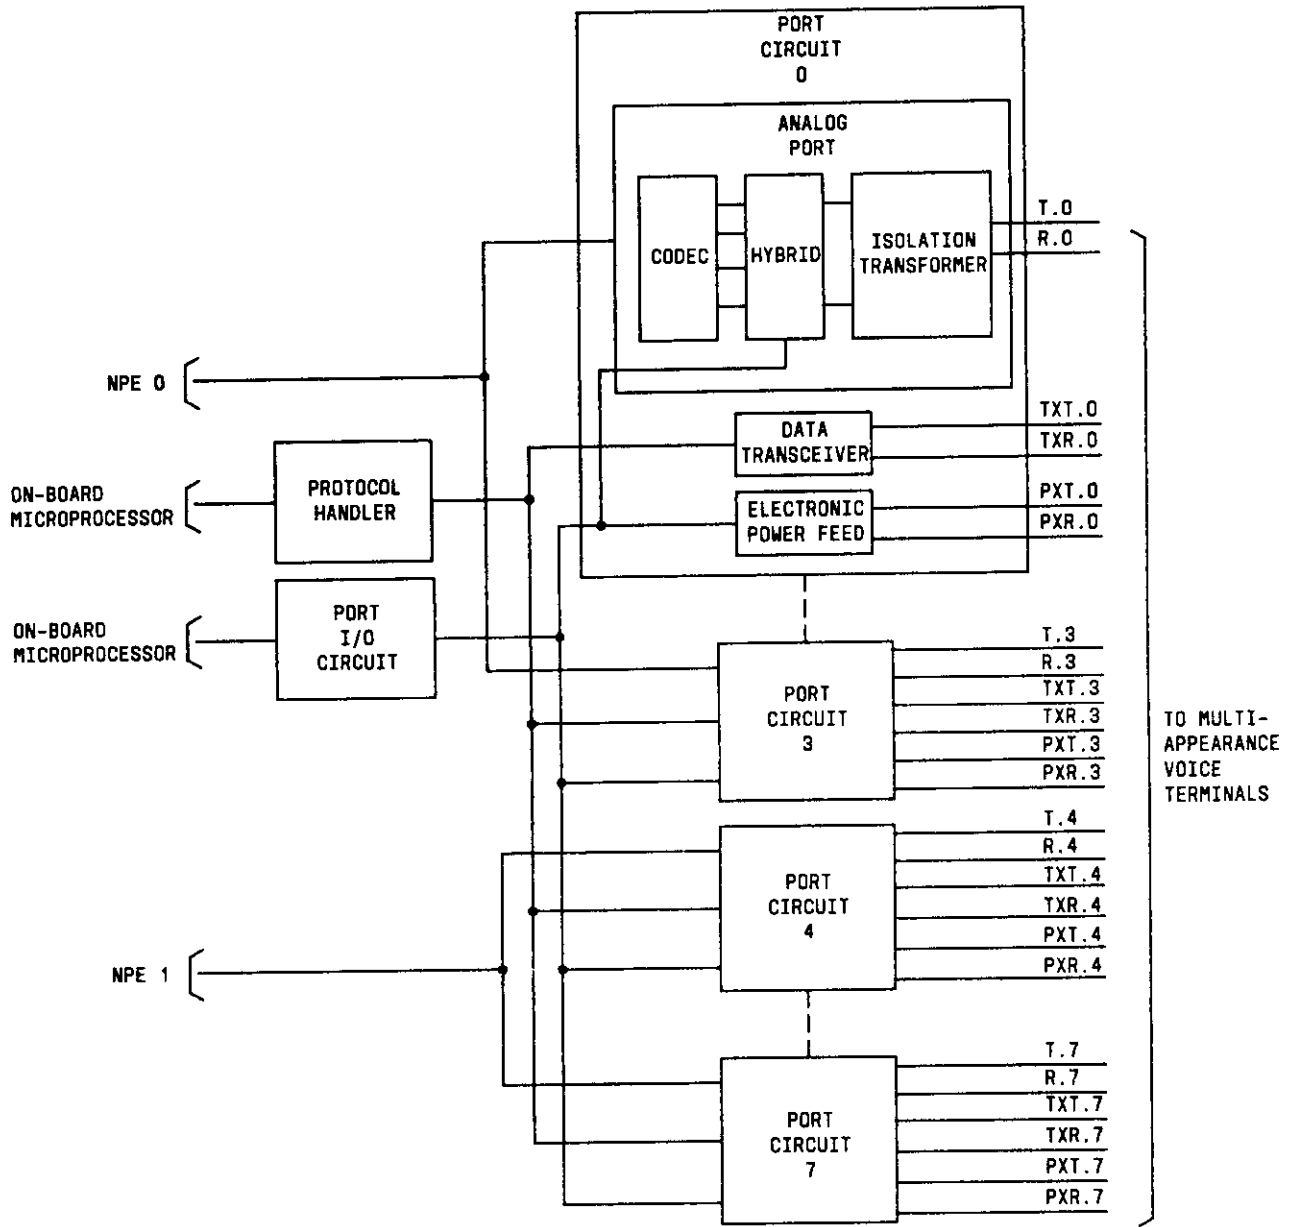 PORT
CIRCUIT
0
ANALOG
PORT
CODEC
HYBRID
ISOLATION
TRANSFORMER
T.0
R.0
NPE 0
DATA
TRANSCEIVER
TXT.0
TXR.0
ON-BOARD
MICROPROCESSOR
PROTOCOL
HANDLER
ELECTRONIC
POWER FEED
PXT.0
PXR.0
ON-BOARD
MICROPROCESSOR
PORT
I/O
CIRCUIT
PORT
CIRCUIT
3
T.3
R.3
TXT.3
TXR.3
PXT.3
PXR.3
TO MULTI-
APPEARANCE
VOICE
TERMINALS
PORT
CIRCUIT
4
T.4
R.4
TXT.4
TXR.4
PXT.4
PXR.4
NPE 1
PORT
CIRCUIT
7
T.7
R.7
TXT.7
TXR.7
PXT.7
PXR.7